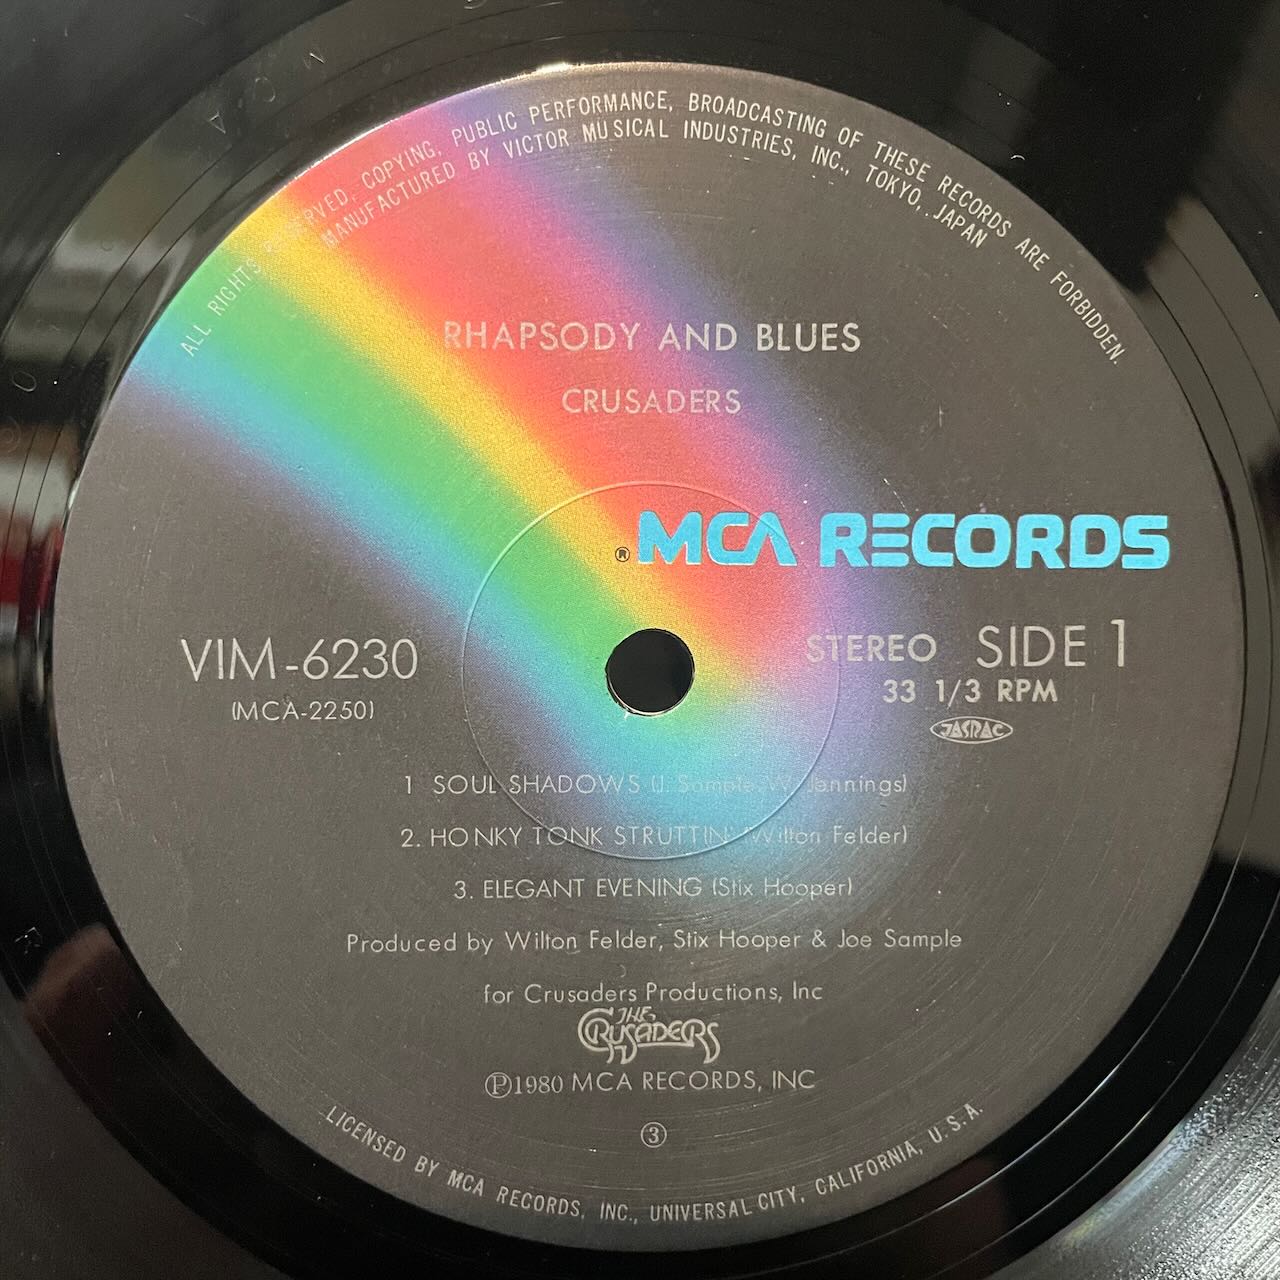 ALL RIGHTS RESERVED, COPYING, PUBLIC PERFORMANCE, BROADCASTING OF THESE RECORDS ARE FORBIDDEN.
MANUFACTURED BY VICTOR MUSICAL INDUSTRIES, INC., TOKYO, JAPAN
RHAPSODY AND BLUES
CRUSADERS
® MCA RECORDS
VIM-6230
(MCA-2250)
STEREO SIDE 1
33 1/3 RPM
JASRAC
1 SOUL SHADOWS (J. Sample, W. Jennings)
2. HONKY TONK STRUTTIN' (Wilton Felder)
3. ELEGANT EVENING (Stix Hooper)
Produced by Wilton Felder, Stix Hooper & Joe Sample
for Crusaders Productions, Inc
THE CRUSADERS
℗1980 MCA RECORDS, INC
③
LICENSED BY MCA RECORDS, INC., UNIVERSAL CITY, CALIFORNIA, U.S.A.